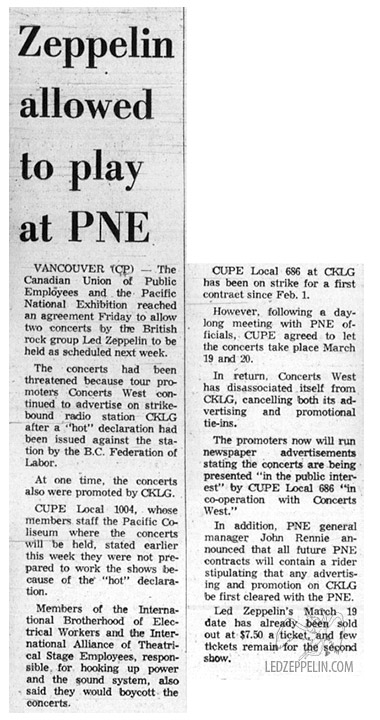 Zeppelin
allowed
to play
at PNE
VANCOUVER (CP) — The
Canadian Union of Public
Employees and the Pacific
National Exhibition reached
an agreement Friday to allow
two concerts by the British
rock group Led Zeppelin to be
held as scheduled next week.
The concerts had been
threatened because tour pro-
moters Concerts West con-
tinued to advertise on strike-
bound radio station CKLG
after a "hot" declaration had
been issued against the sta-
tion by the B.C. Federation of
Labor.
At one time, the concerts
also were promoted by CKLG.
CUPE Local 1004, whose
members staff the Pacific Co-
liseum where the concerts
will be held, stated earlier
this week they were not pre-
pared to work the shows be-
cause of the "hot" declara-
tion.
Members of the Interna-
tional Brotherhood of Elec-
trical Workers and the Inter-
national Alliance of Theatri-
cal Stage Employees, respon-
sible for hooking up power
and the sound system, also
said they would boycott the
concerts.
CUPE Local 686 at CKLG
has been on strike for a first
contract since Feb. 1.
However, following a day-
long meeting with PNE of-
ficials, CUPE agreed to let
the concerts take place March
19 and 20.
In return, Concerts West
has disassociated itself from
CKLG, cancelling both its ad-
vertising and promotional
tie-ins.
The promoters now will run
newspaper advertisements
stating the concerts are being
presented "in the public inter-
est" by CUPE Local 686 "in
co-operation with Concerts
West."
In addition, PNE general
manager John Rennie an-
nounced that all future PNE
contracts will contain a rider
stipulating that any advertis-
ing and promotion on CKLG
be first cleared with the PNE.
Led Zeppelin's March 19
date has already been sold
out at $7.50 a ticket, and few
tickets remain for the second
show.
LEDZEPPELIN.COM